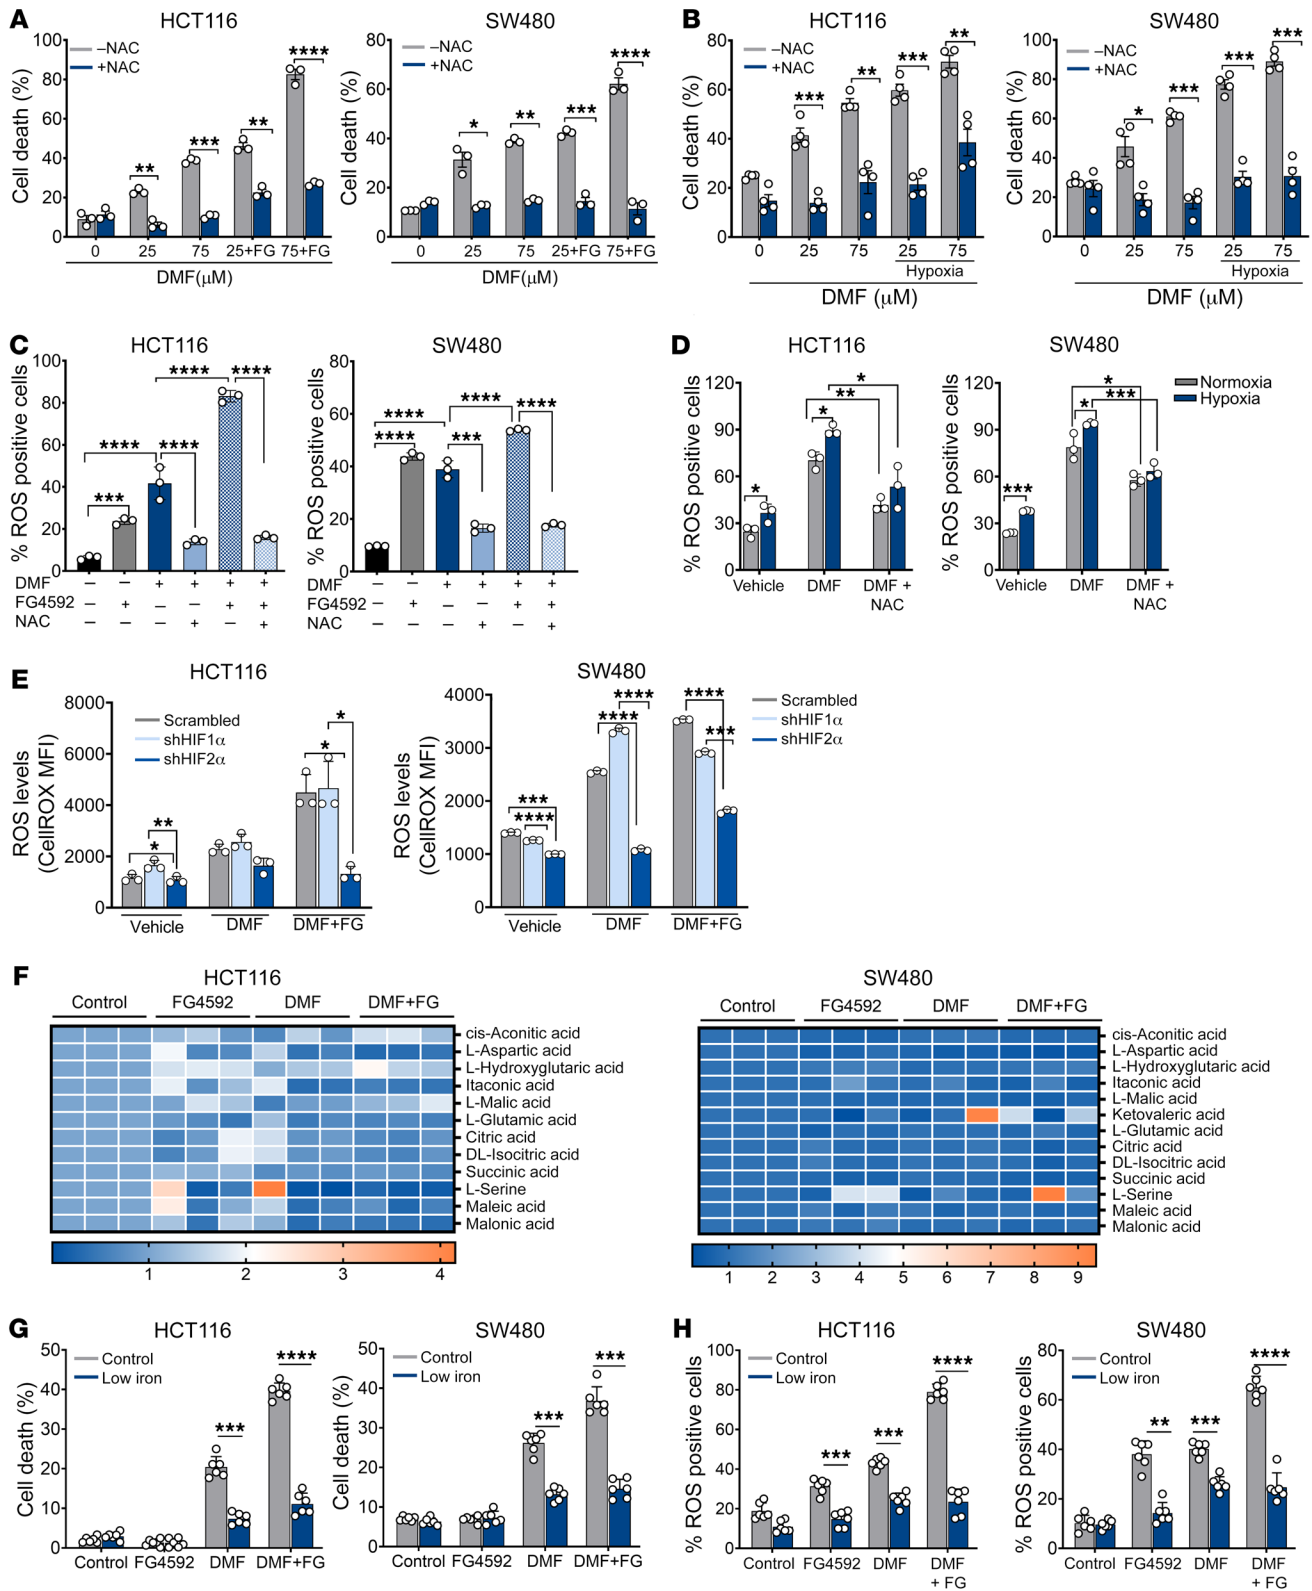 A
HCT116
Cell death (%)
100
80
60
40
20
0
–NAC
+NAC
** *** ** ****
0 25 75 25+FG 75+FG
DMF(μM)
SW480
Cell death (%)
80
60
40
20
0
–NAC
+NAC
* ** *** ****
0 25 75 25+FG 75+FG
DMF(μM)
B
HCT116
Cell death (%)
80
60
40
20
0
–NAC
+NAC
*** ** *** **
0 25 75 25 75
Hypoxia
DMF (μM)
SW480
Cell death (%)
100
80
60
40
20
0
–NAC
+NAC
* *** *** ***
0 25 75 25 75
Hypoxia
DMF (μM)
C
HCT116
% ROS positive cells
100
80
60
40
20
0
**** ****
**** ****
***
DMF – – + + + +
FG4592 – + – – + +
NAC – – – + – +
SW480
% ROS positive cells
80
60
40
20
0
**** ****
****
**** ***
DMF – – + + + +
FG4592 – + – – + +
NAC – – – + – +
D
HCT116
% ROS positive cells
120
90
60
30
0
*
**
*
*
Vehicle DMF DMF +
NAC
SW480
% ROS positive cells
120
90
60
30
0
*
* ***
***
Vehicle DMF DMF +
NAC
Normoxia
Hypoxia
E
HCT116
ROS levels
(CellROX MFI)
8000
6000
4000
2000
0
Scrambled
shHIF1α
shHIF2α
*
*
**
*
Vehicle DMF DMF+FG
SW480
ROS levels
(CellROX MFI)
4000
3000
2000
1000
0
**** ****
****
***
***
****
Vehicle DMF DMF+FG
Scrambled
shHIF1α
shHIF2α
F
HCT116
Control FG4592 DMF DMF+FG
cis-Aconitic acid
L-Aspartic acid
L-Hydroxyglutaric acid
Itaconic acid
L-Malic acid
L-Glutamic acid
Citric acid
DL-Isocitric acid
Succinic acid
L-Serine
Maleic acid
Malonic acid
1 2 3 4
SW480
Control FG4592 DMF DMF+FG
cis-Aconitic acid
L-Aspartic acid
L-Hydroxyglutaric acid
Itaconic acid
L-Malic acid
Ketovaleric acid
L-Glutamic acid
Citric acid
DL-Isocitric acid
Succinic acid
L-Serine
Maleic acid
Malonic acid
1 2 3 4 5 6 7 8 9
G
HCT116
Cell death (%)
50
40
30
20
10
0
Control
Low iron
*** ****
Control FG4592 DMF DMF+FG
SW480
Cell death (%)
50
40
30
20
10
0
Control
Low iron
*** ***
Control FG4592 DMF DMF+FG
H
HCT116
% ROS positive cells
100
80
60
40
20
0
Control
Low iron
*** *** ****
Control FG4592 DMF DMF
+ FG
SW480
% ROS positive cells
80
60
40
20
0
Control
Low iron
** *** ****
Control FG4592 DMF DMF
+ FG